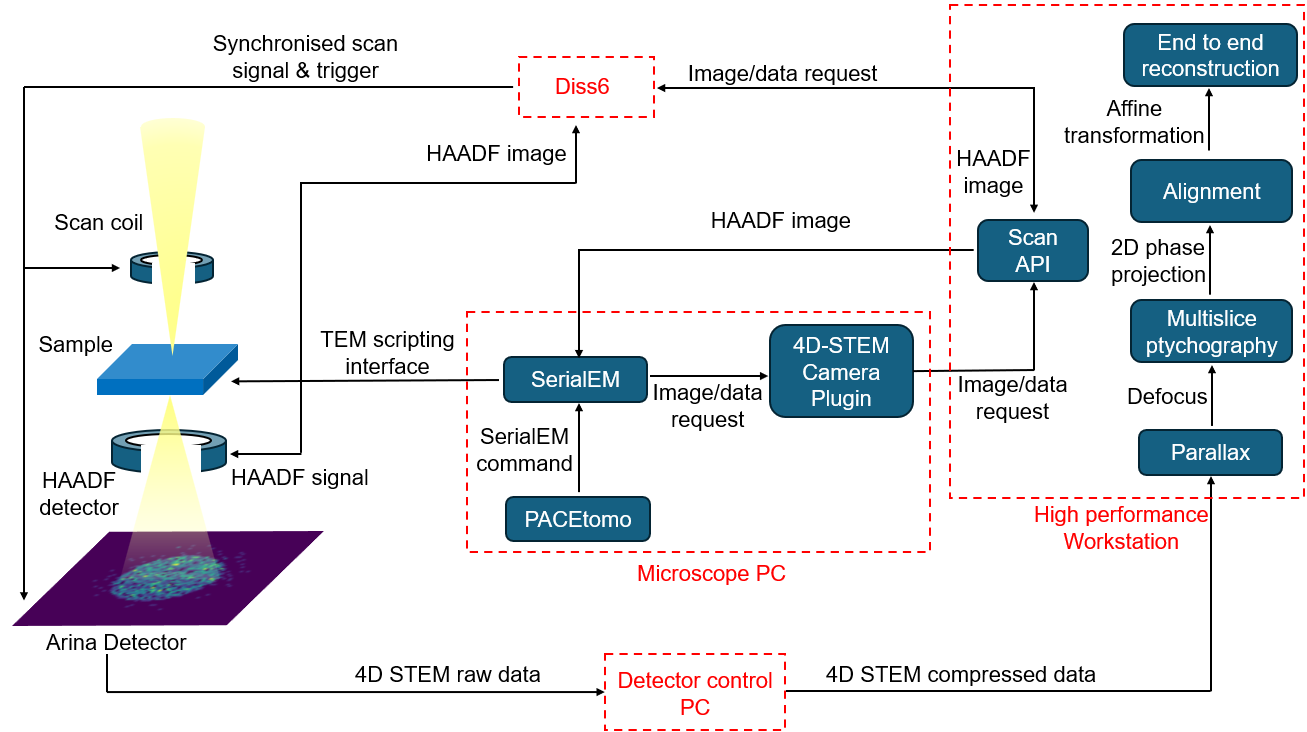 Synchronised scan
signal & trigger
Diss6
Image/data request
End to end
reconstruction
Affine
transformation
HAADF image
HAADF
image
Alignment
Scan coil
HAADF image
Scan
API
2D phase
projection
Sample
TEM scripting
interface
SerialEM
Image/data
request
4D-STEM
Camera
Plugin
Image/data
request
Multislice
ptychography
Defocus
SerialEM
command
Parallax
HAADF
detector
HAADF signal
PACEtomo
High performance
Workstation
Microscope PC
Arina Detector
4D STEM raw data
Detector control
PC
4D STEM compressed data